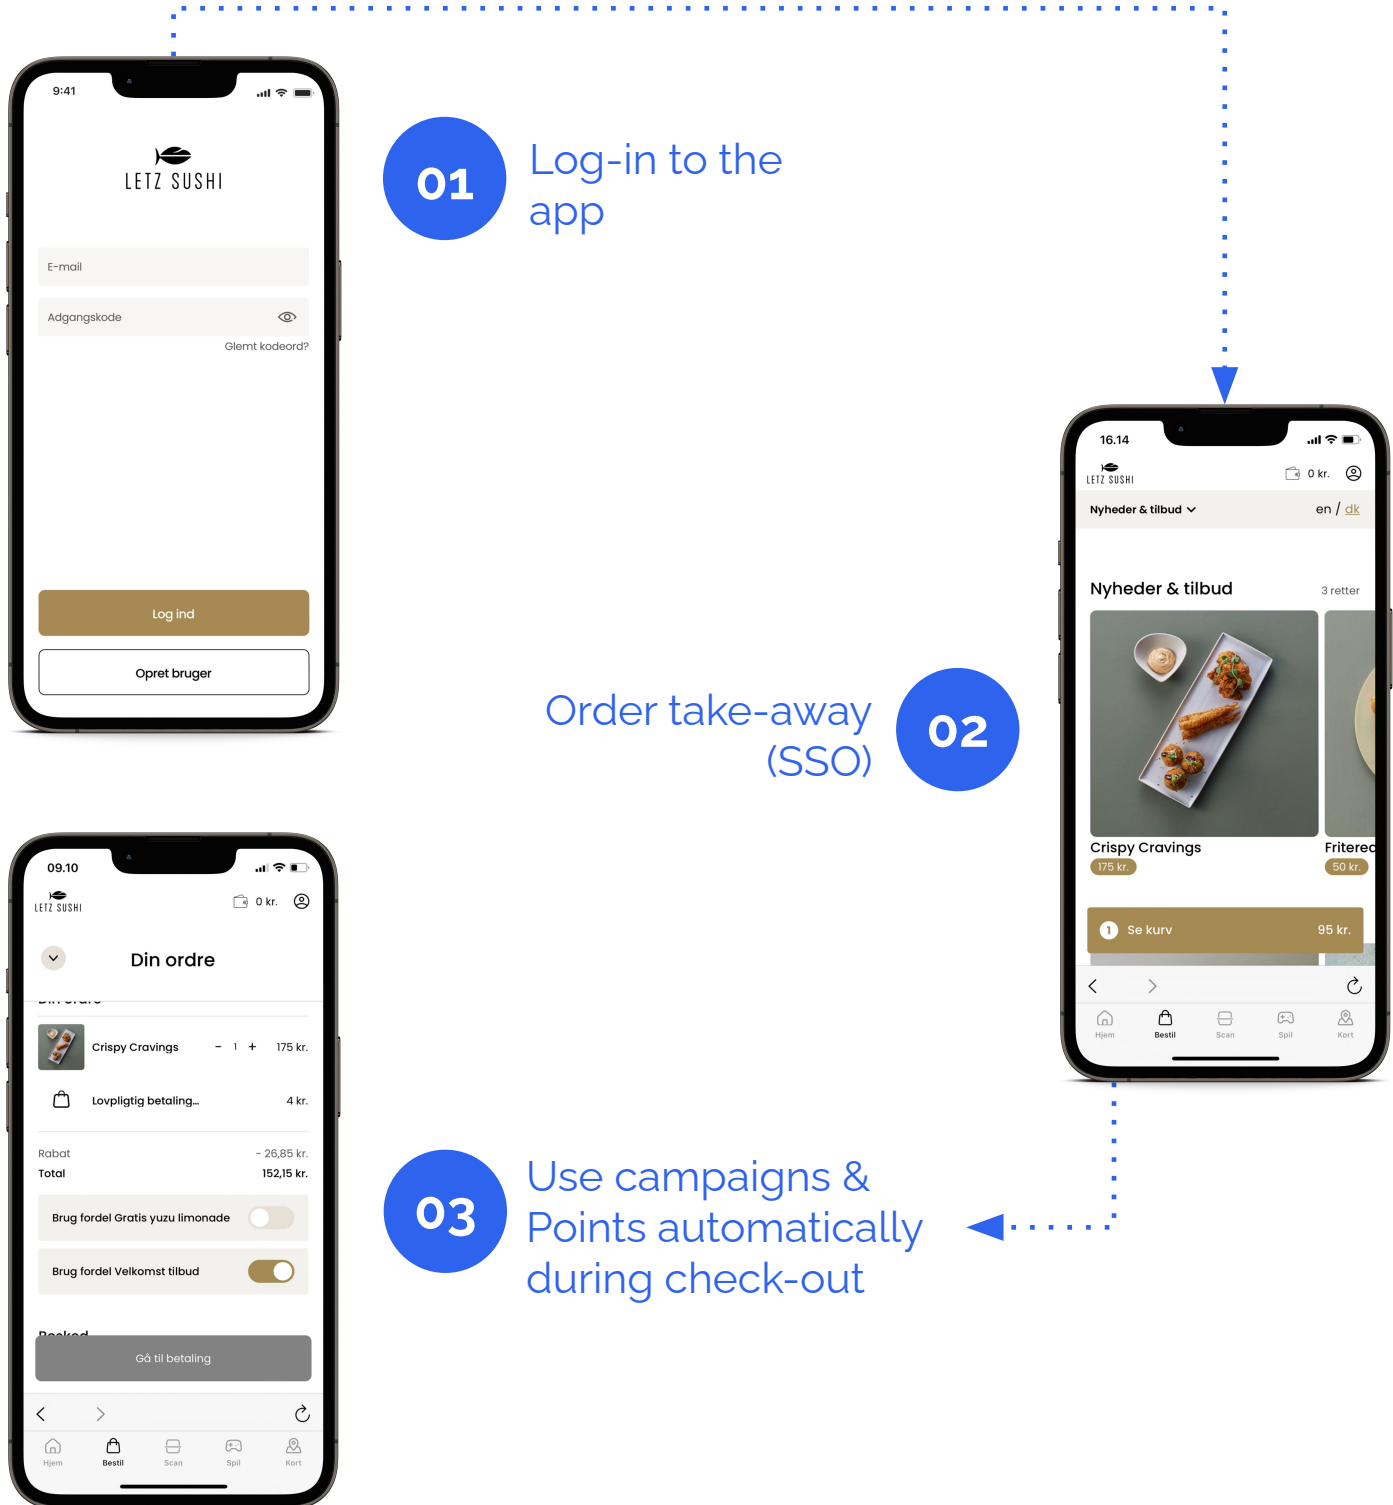 9:41
LETZ SUSHI
E-mail
Adgangskode
Glemt kodeord?
Log ind
Opret bruger
01
Log-in to the
app
16.14
LETZ SUSHI
0 kr.
Nyheder & tilbud
en / dk
Nyheder & tilbud
3 retter
Crispy Cravings
175 kr.
50 kr.
1 Se kurv 95 kr.
Hjem Bestil Scan Spil Kort
Order take-away
(SSO)
02
09.10
LETZ SUSHI
0 kr.
Din ordre
Din ordre
Crispy Cravings - 1 + 175 kr.
Lovpligtig betaling... 4 kr.
Rabat - 26,85 kr.
Total 152,15 kr.
Brug fordel Gratis yuzu limonade
Brug fordel Velkomst tilbud
Gå til betaling
Hjem Bestil Scan Spil Kort
03
Use campaigns &
Points automatically
during check-out